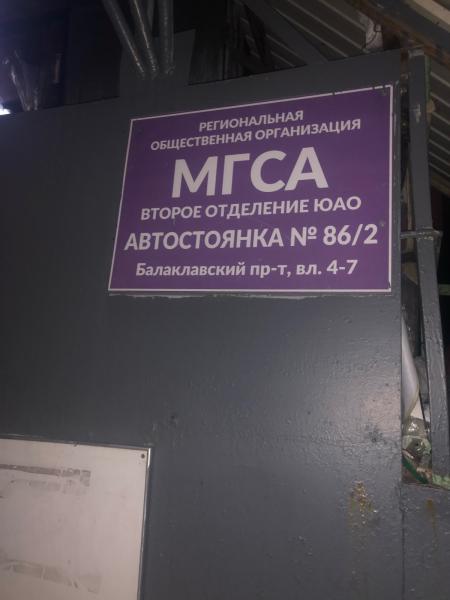 РЕГИОНАЛЬНАЯ
ОБЩЕСТВЕННАЯ ОРГАНИЗАЦИЯ
МГСА
ВТОРОЕ ОТДЕЛЕНИЕ ЮАО
АВТОСТОЯНКА № 86/2
Балаклавский пр-т, вл. 4-7